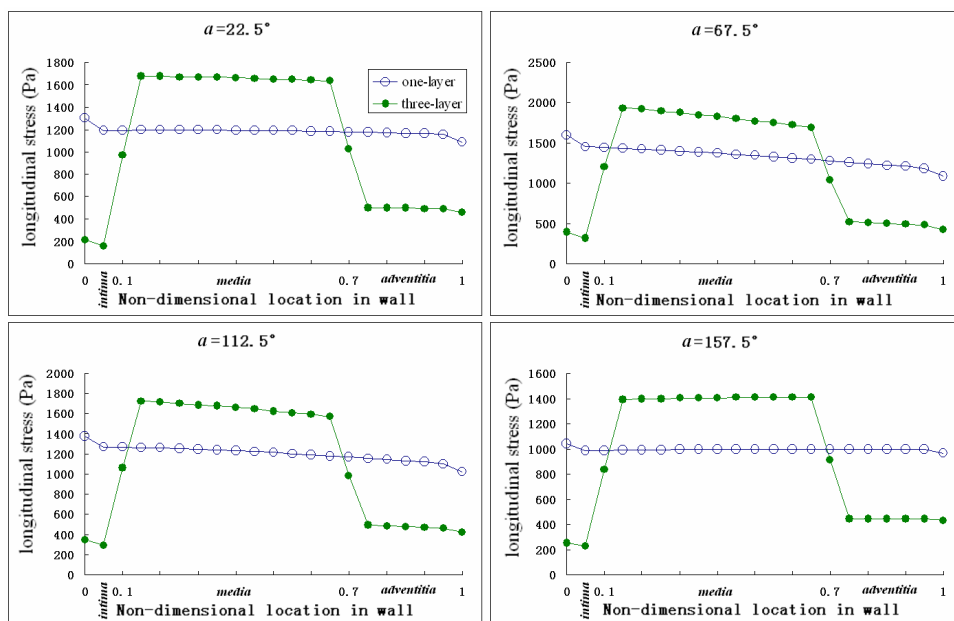 a=22.5°
longitudinal stress (Pa)
1800
1600
1400
1200
1000
800
600
400
200
0
one-layer
three-layer
0 intima 0.1 media 0.7 adventitia 1
Non-dimensional location in wall
a=67.5°
longitudinal stress (Pa)
2500
2000
1500
1000
500
0
0 intima 0.1 media 0.7 adventitia 1
Non-dimensional location in wall
a=112.5°
longitudinal stress (Pa)
2000
1800
1600
1400
1200
1000
800
600
400
200
0
0 intima 0.1 media 0.7 adventitia 1
Non-dimensional location in wall
a=157.5°
longitudinal stress (Pa)
1600
1400
1200
1000
800
600
400
200
0
0 intima 0.1 media 0.7 adventitia 1
Non-dimensional location in wall